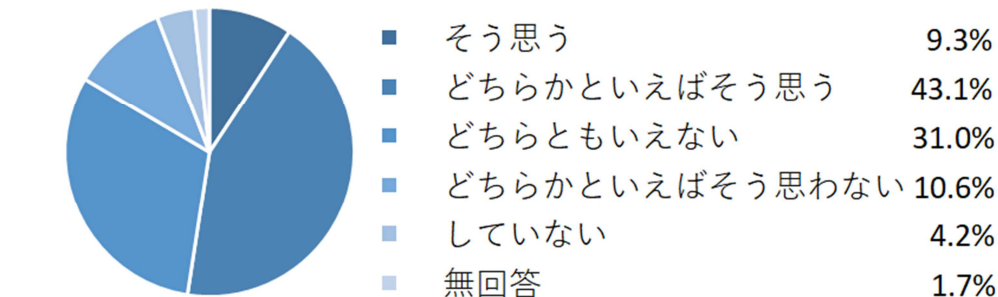 そう思う 9.3%
どちらかといえばそう思う 43.1%
どちらともいえない 31.0%
どちらかといえばそう思わない 10.6%
していない 4.2%
無回答 1.7%